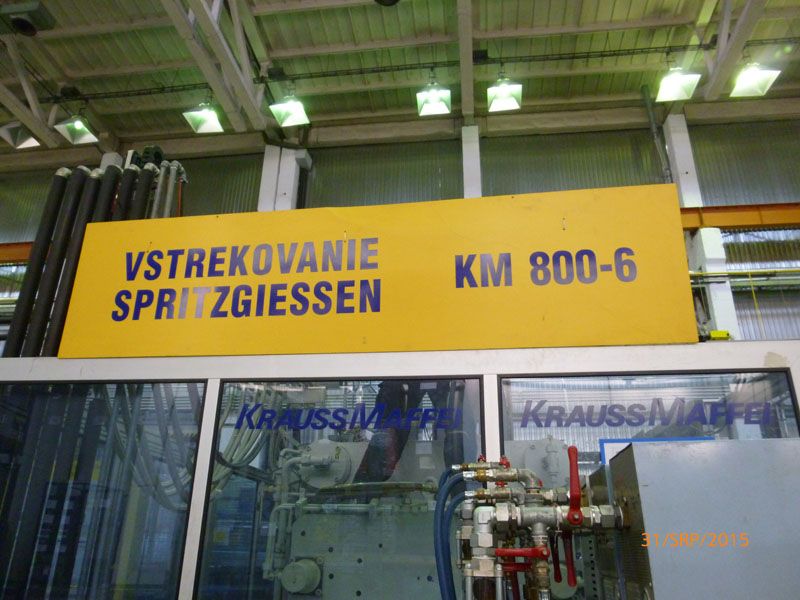 VSTREKOVANIE
SPRITZGIESSEN
KM 800-6
KRAUSSMAFFEI
KRAUSSMAFFEI
31/SRP/2015